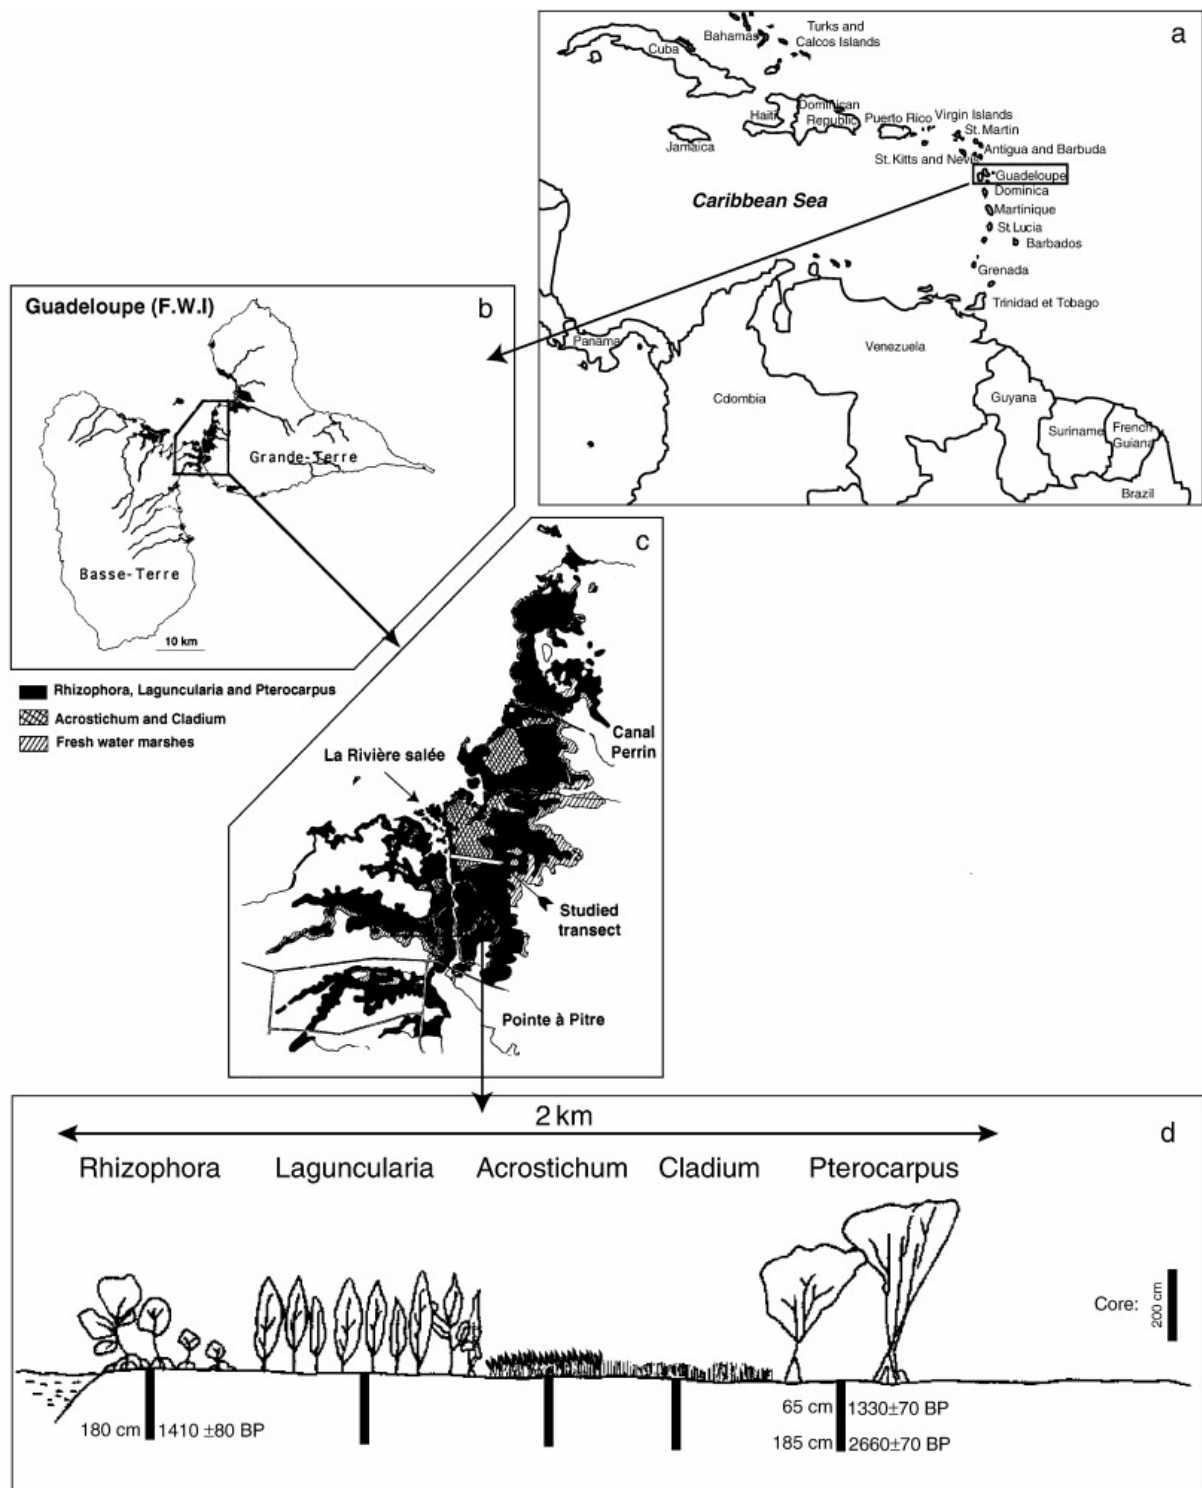 a
Bahamas
Turks and
Calcos Islands
Cuba
Haiti
Dominican
Republic
Puerto Rico
Virgin Islands
St. Martin
Jamaica
St. Kitts and Nevis
Antigua and Barbuda
Guadeloupe
Dominica
Caribbean Sea
Martinique
St. Lucia
Barbados
Grenada
Trinidad et Tobago
Panama
Venezuela
Cdombia
Guyana
Suriname
French
Guiana
Brazil
Guadeloupe (F.W.I)
b
Grande-Terre
Basse-Terre
10 km
Rhizophora, Laguncularia and Pterocarpus
Acrostichum and Cladium
Fresh water marshes
c
Canal
Perrin
La Rivière salée
Studied
transect
Pointe à Pitre
2 km
d
Rhizophora Laguncularia Acrostichum Cladium Pterocarpus
Core:
200 cm
180 cm 1410 ±80 BP
65 cm 1330±70 BP
185 cm 2660±70 BP